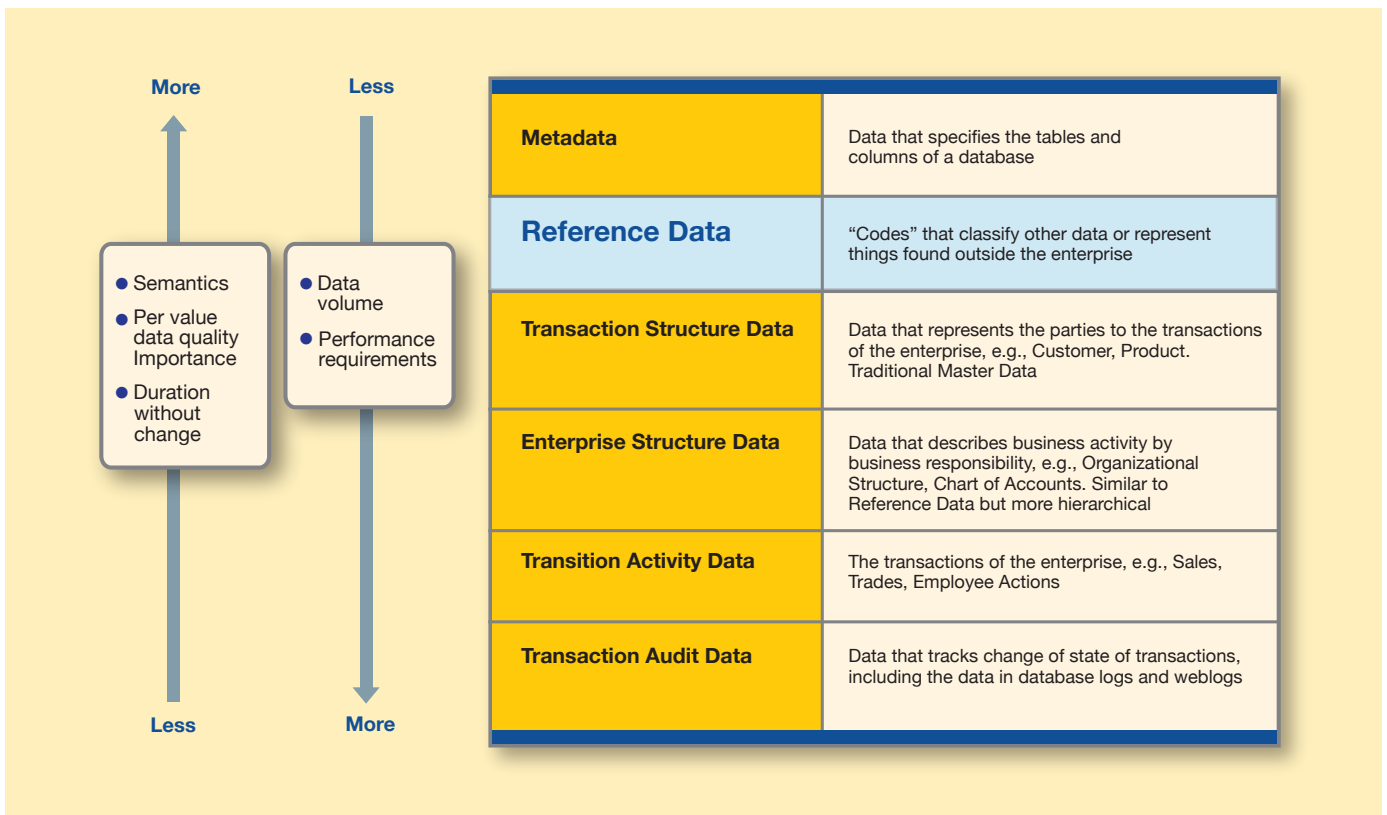 More
Less
Semantics
Per value
data quality
Importance
Duration
without
change
Data
volume
Performance
requirements
Less
More
Metadata
Data that specifies the tables and
columns of a database
Reference Data
“Codes” that classify other data or represent
things found outside the enterprise
Transaction Structure Data
Data that represents the parties to the transactions
of the enterprise, e.g., Customer, Product.
Traditional Master Data
Enterprise Structure Data
Data that describes business activity by
business responsibility, e.g., Organizational
Structure, Chart of Accounts. Similar to
Reference Data but more hierarchical
Transition Activity Data
The transactions of the enterprise, e.g., Sales,
Trades, Employee Actions
Transaction Audit Data
Data that tracks change of state of transactions,
including the data in database logs and weblogs